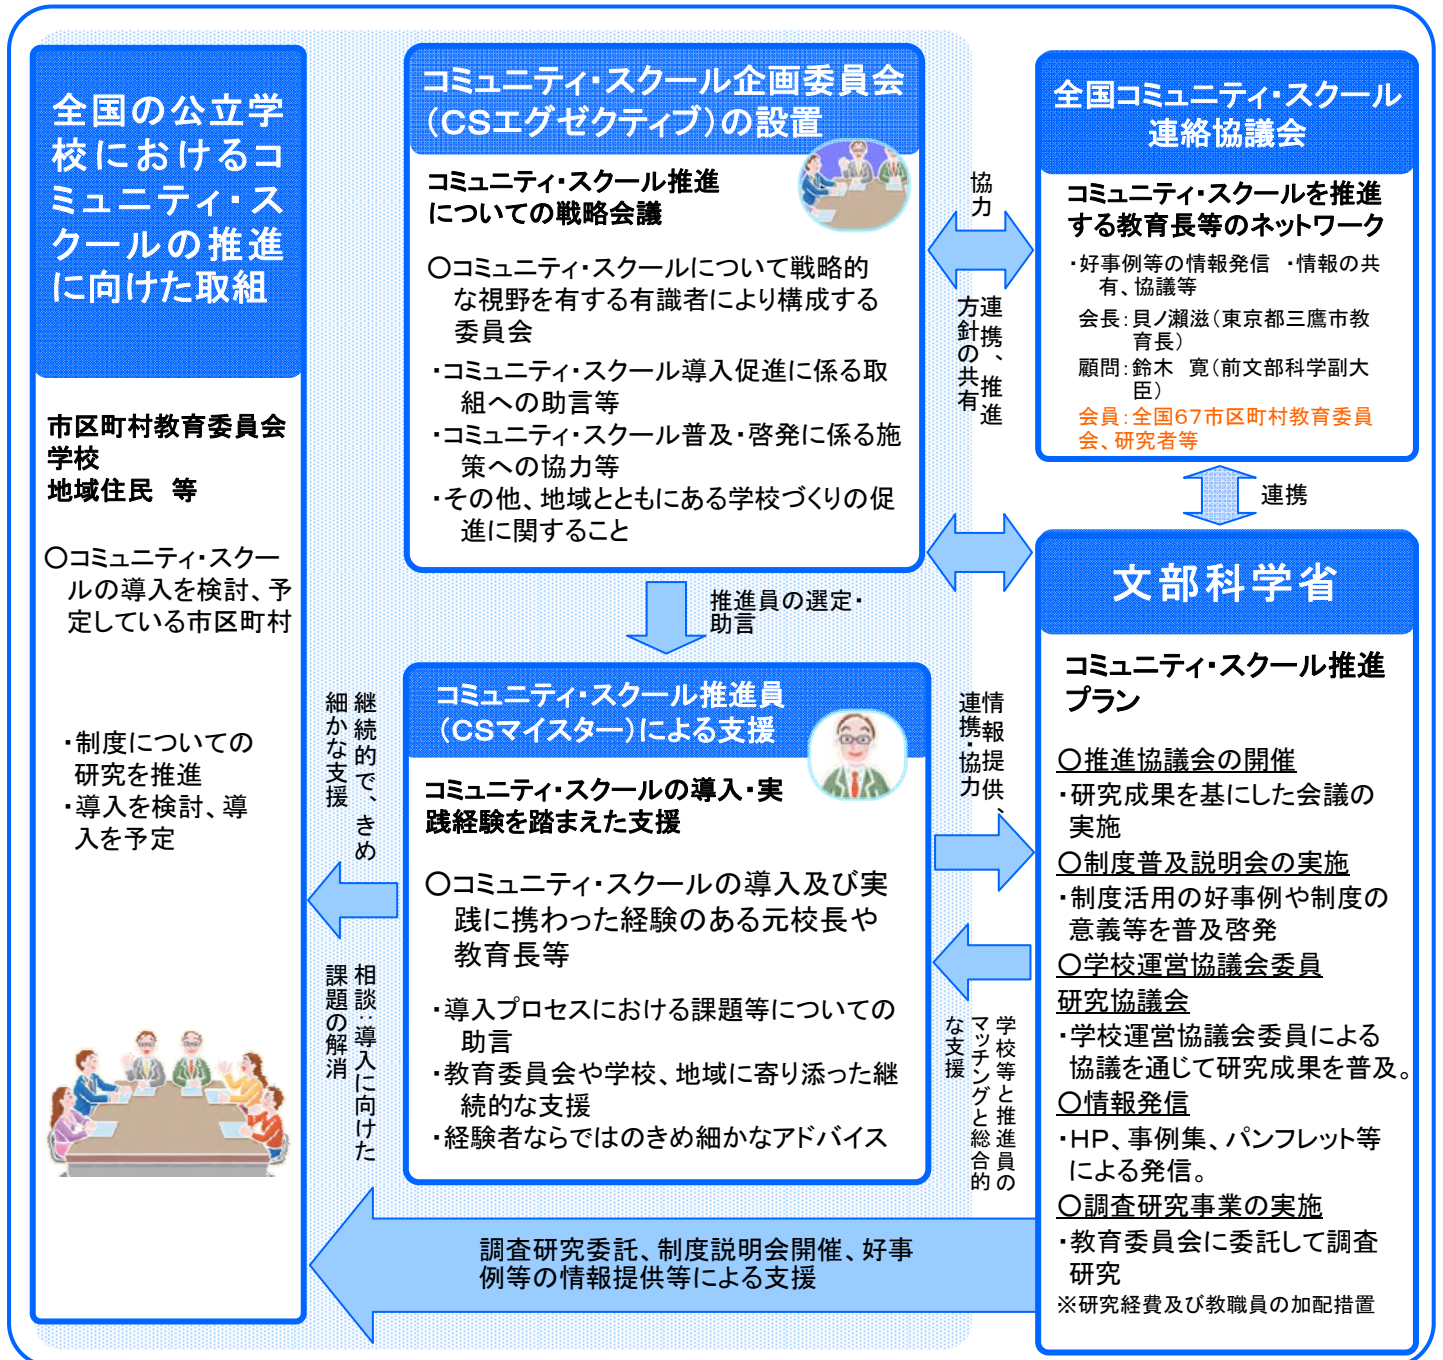 全国の公立学
校におけるコ
ミュニティ・ス
クールの推進
に向けた取組
市区町村教育委員会
学校
地域住民　等
○コミュニティ・スクー
ルの導入を検討、予
定している市区町村
・制度についての
研究を推進
・導入を検討、導
入を予定
コミュニティ・スクール企画委員会
（CSエグゼクティブ）の設置
コミュニティ・スクール推進
についての戦略会議
○コミュニティ・スクールについて戦略的
な視野を有する有識者により構成する
委員会
・コミュニティ・スクール導入促進に係る取
組への助言等
・コミュニティ・スクール普及・啓発に係る施
策への協力等
・その他、地域とともにある学校づくりの促
進に関すること
協力
連携、推進
方針の共有
全国コミュニティ・スクール
連絡協議会
コミュニティ・スクールを推進
する教育長等のネットワーク
・好事例等の情報発信　・情報の共
有、協議等
会長：貝ノ瀬滋（東京都三鷹市教
育長）
顧問：鈴木　寛（前文部科学副大
臣）
会員：全国67市区町村教育委員
会、研究者等
連携
推進員の選定・
助言
コミュニティ・スクール推進員
（CSマイスター）による支援
コミュニティ・スクールの導入・実
践経験を踏まえた支援
○コミュニティ・スクールの導入及び実
践に携わった経験のある元校長や
教育長等
・導入プロセスにおける課題等についての
助言
・教育委員会や学校、地域に寄り添った継
続的な支援
・経験者ならではのきめ細かなアドバイス
継続的で、きめ
細かな支援
相談：導入に向けた
課題の解消
情報提供、
連携・協力
学校等と推進員の
マッチングと総合的
な支援
文部科学省
コミュニティ・スクール推進
プラン
○推進協議会の開催
・研究成果を基にした会議の
実施
○制度普及説明会の実施
・制度活用の好事例や制度の
意義等を普及啓発
○学校運営協議会委員
研究協議会
・学校運営協議会委員による
協議を通じて研究成果を普及。
○情報発信
・HP、事例集、パンフレット等
による発信。
○調査研究事業の実施
・教育委員会に委託して調査
研究
※研究経費及び教職員の加配措置
調査研究委託、制度説明会開催、好事
例等の情報提供等による支援